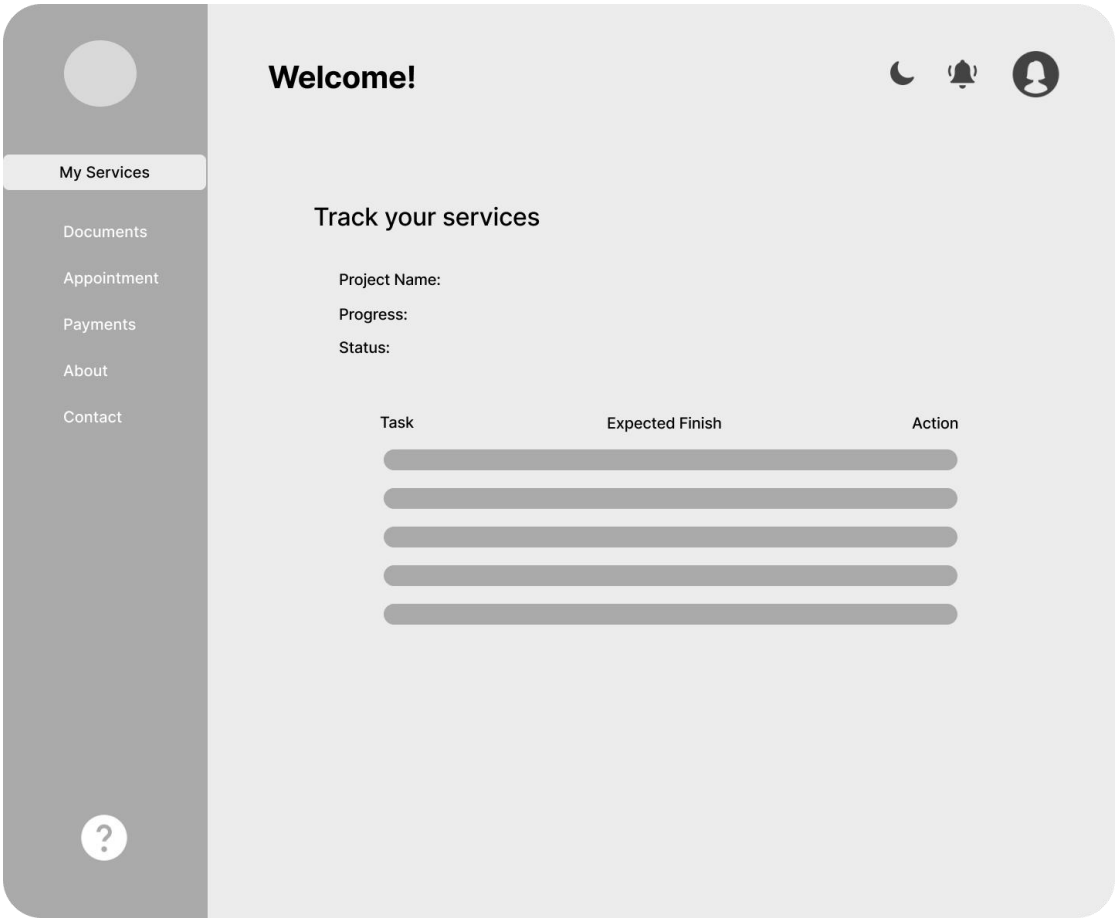 Welcome!
My Services
Documents
Appointment
Payments
About
Contact
Track your services
Project Name:
Progress:
Status:
Task Expected Finish Action
?